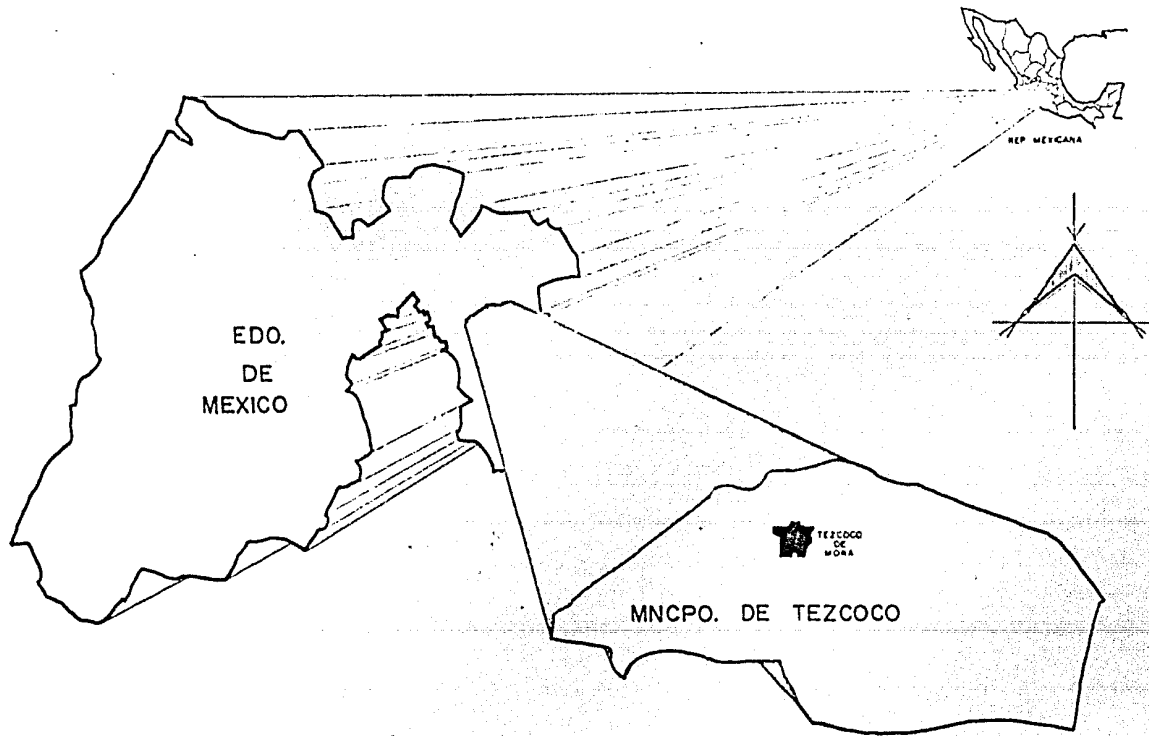 REP MEXICANA
EDO.
DE
MEXICO
TEZCOCO
DE
MORA
MNCPO. DE TEZCOCO